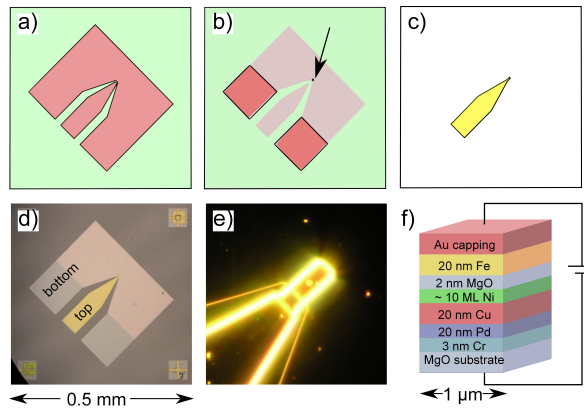 a)
b)
c)
d)
bottom
top
0.5 mm
e)
f)
Au capping
20 nm Fe
2 nm MgO
~ 10 ML Ni
20 nm Cu
20 nm Pd
3 nm Cr
MgO substrate
1 µm